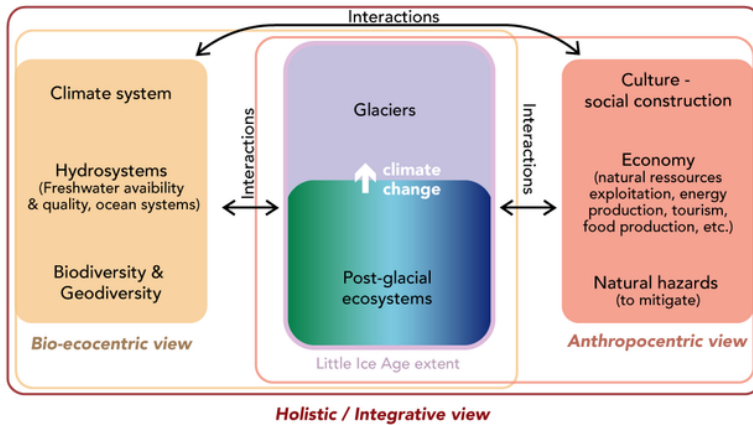 Interactions
Climate system
Hydrosystems
(Freshwater avaibility
& quality, ocean systems)
Biodiversity &
Geodiversity
Bio-ecocentric view
Interactions
Glaciers
climate
change
Post-glacial
ecosystems
Little Ice Age extent
Interactions
Culture -
social construction
Economy
(natural ressources
exploitation, energy
production, tourism,
food production, etc.)
Natural hazards
(to mitigate)
Anthropocentric view
Holistic / Integrative view